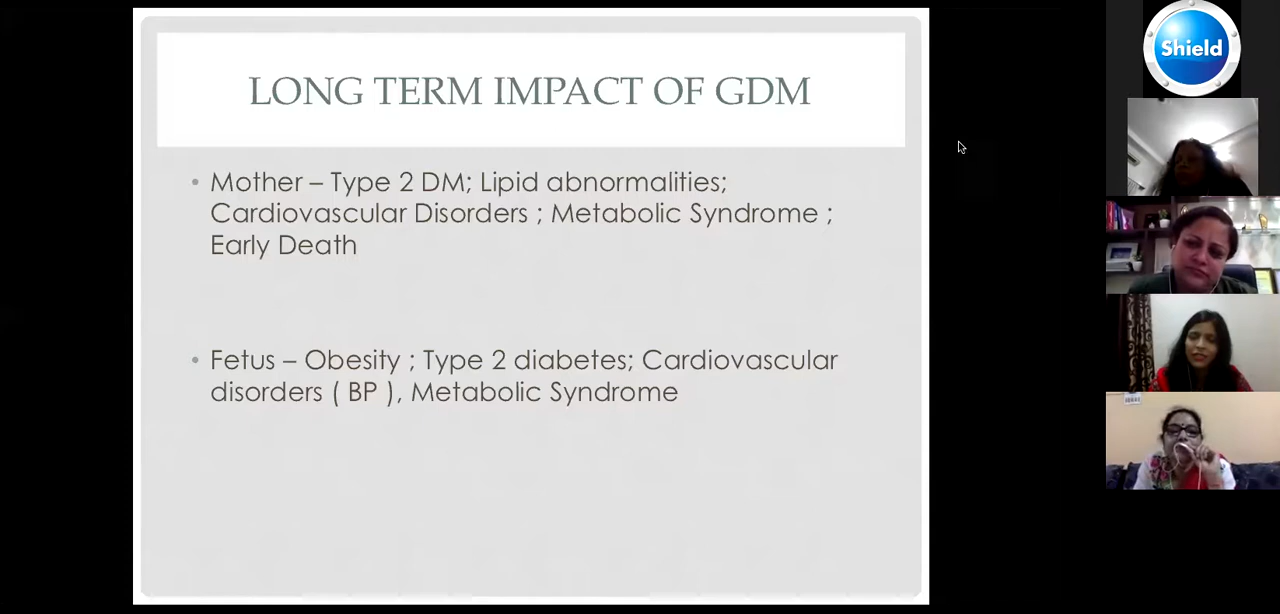 LONG TERM IMPACT OF GDM
Mother – Type 2 DM; Lipid abnormalities;
Cardiovascular Disorders ; Metabolic Syndrome ;
Early Death
Fetus – Obesity ; Type 2 diabetes; Cardiovascular
disorders ( BP ), Metabolic Syndrome
Shield